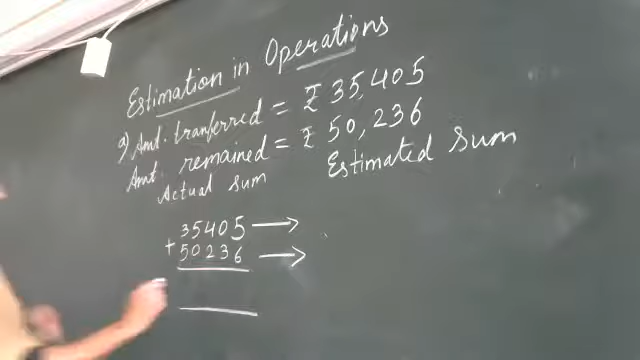 Estimation in Operations
a) Amt. tranferred = ₹ 35,405
Amt. remained = ₹ 50,236
Actual sum Estimated sum
35405 →
+ 50236 →